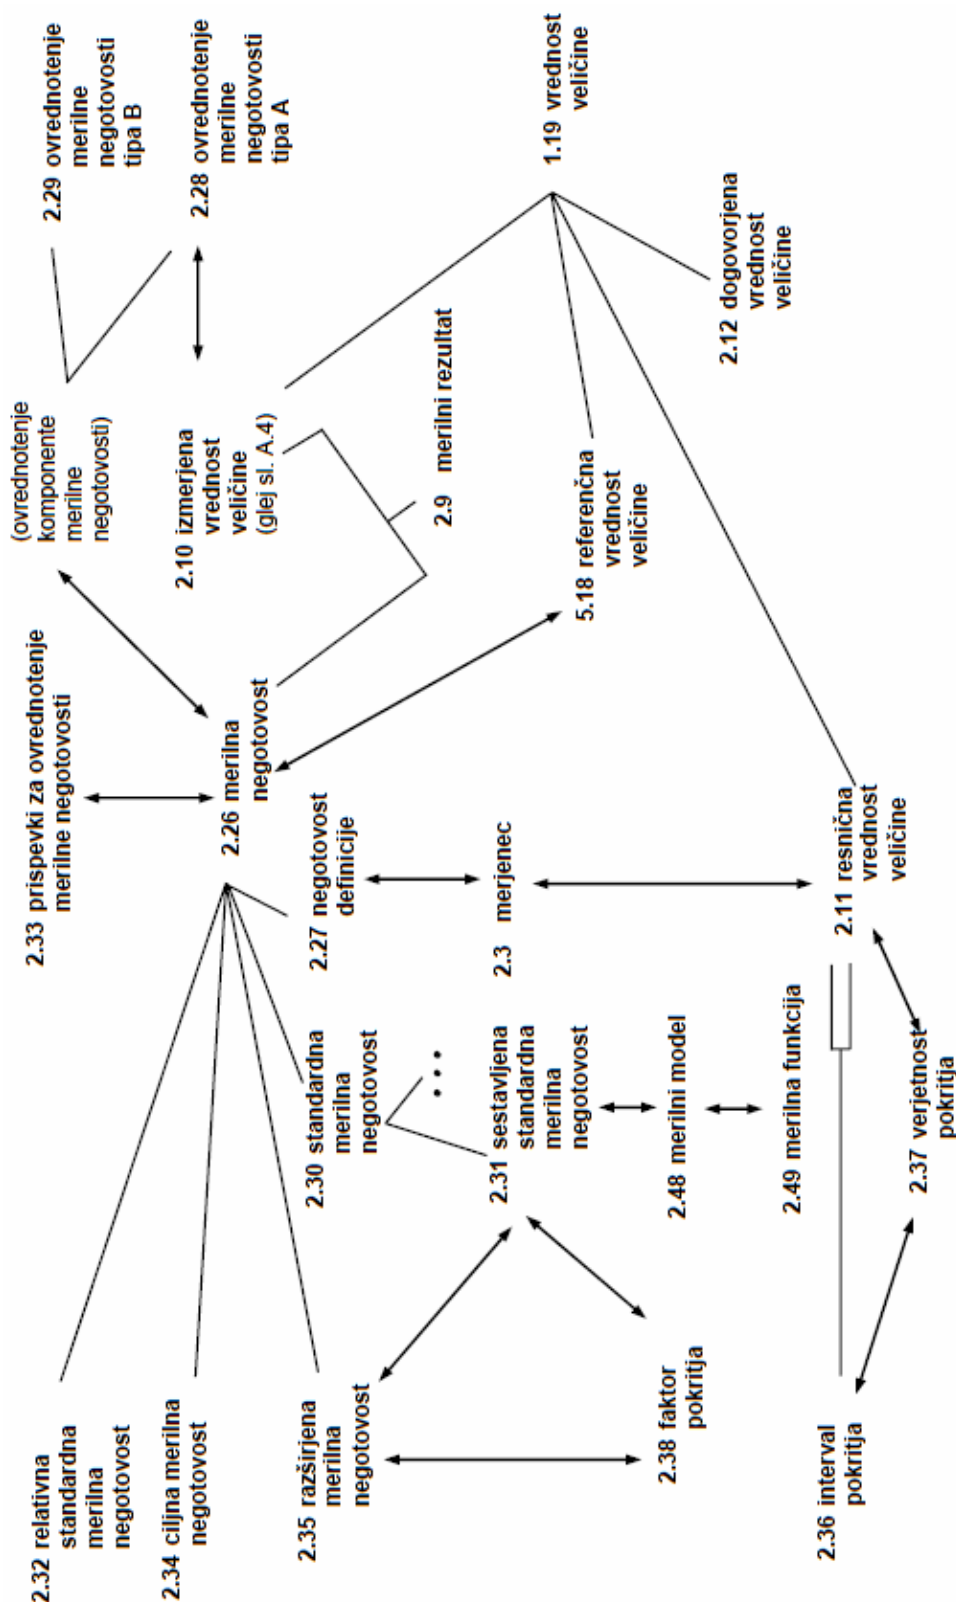 2.32 relativna
standardna
merilna
negotovost
2.34 ciljna merilna
negotovost
2.35 razširjena
merilna
negotovost
2.38 faktor
pokritja
2.36 interval
pokritja
2.33 prispevki za ovrednotenje
merilne negotovosti
2.26 merilna
negotovost
2.27 negotovost
definicije
2.30 standardna
merilna
negotovost
...
2.3 merjenec
2.31 sestavljena
standardna
merilna
negotovost
2.48 merilni model
2.49 merilna funkcija
2.11 resnična
vrednost
veličine
2.37 verjetnost
pokritja
(ovrednotenje
komponente
merilne
negotovosti)
2.10 izmerjena
vrednost
veličine
(glej sl. A.4)
2.9 merilni rezultat
5.18 referenčna
vrednost
veličine
2.29 ovrednotenje
merilne
negotovosti
tipa B
2.28 ovrednotenje
merilne
negotovosti
tipa A
1.19 vrednost
veličine
2.12 dogovorjena
vrednost
veličine